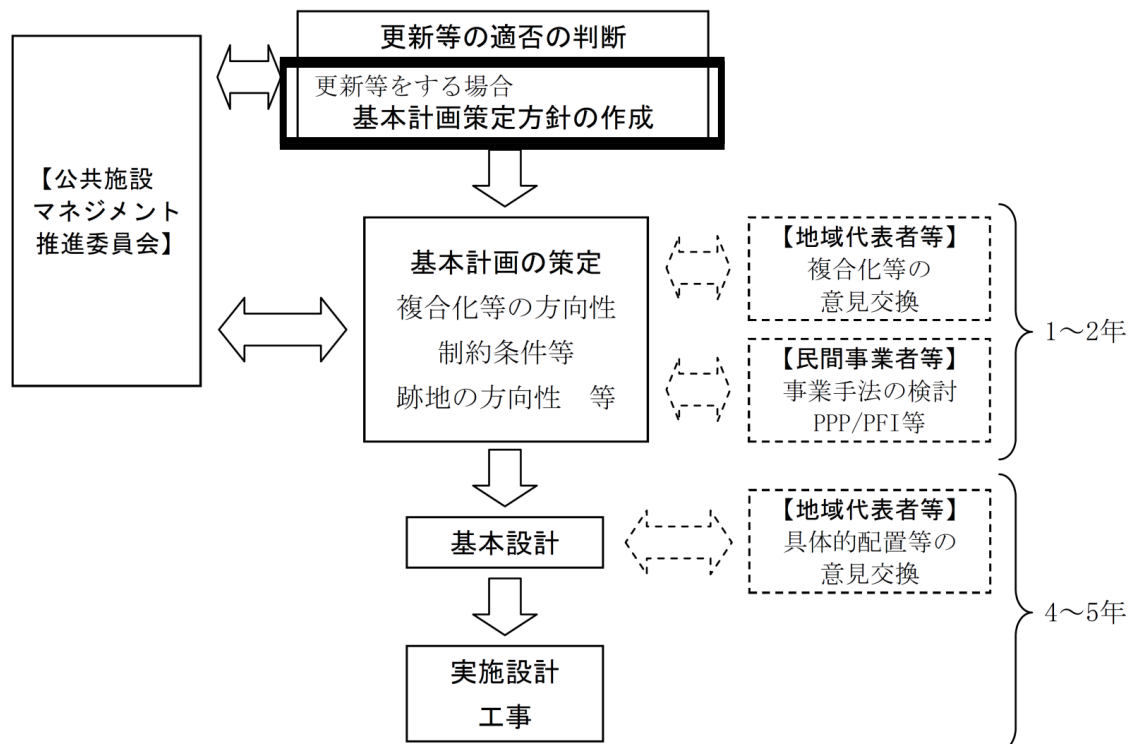 更新等の適否の判断
更新等をする場合
基本計画策定方針の作成
【公共施設
マネジメント
推進委員会】
基本計画の策定
複合化等の方向性
制約条件等
跡地の方向性　等
【地域代表者等】
複合化等の
意見交換
【民間事業者等】
事業手法の検討
PPP/PFI等
1～2年
基本設計
【地域代表者等】
具体的配置等の
意見交換
実施設計
工事
4～5年